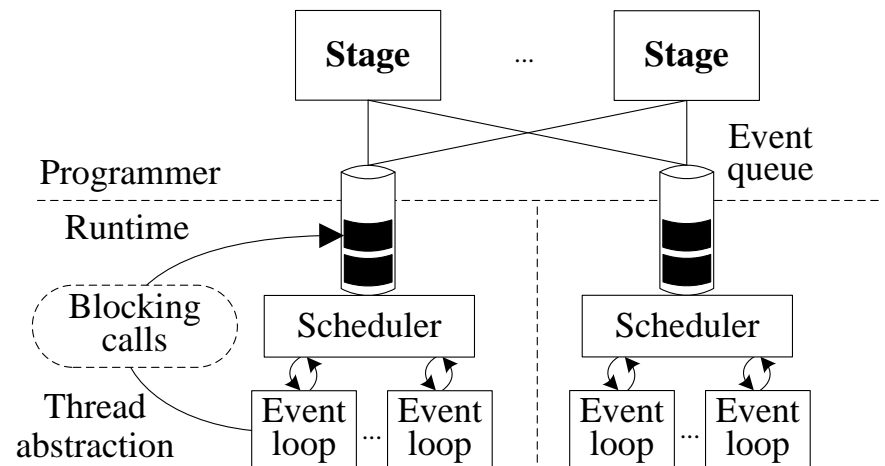 Stage ... Stage
Event
queue
Programmer
Runtime
Blocking
calls
Scheduler Scheduler
Thread
abstraction
Event ... Event Event ... Event
loop loop loop loop